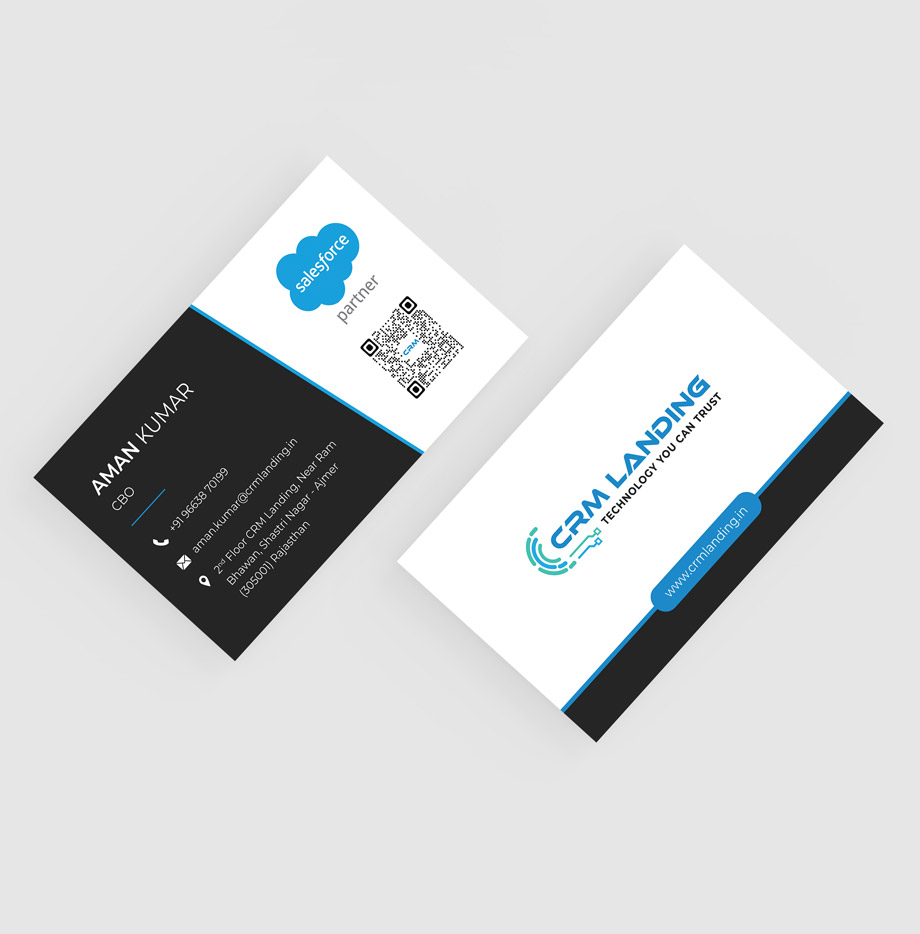 salesforce
partner
CRM
AMAN KUMAR
CBO
+91 96638 70199
aman.kumar@crmlanding.in
2nd Floor CRM Landing, Near Ram
Bhawan, Shastri Nagar - Ajmer
(305001) Rajasthan
CRM LANDING
TECHNOLOGY YOU CAN TRUST
www.crmlanding.in